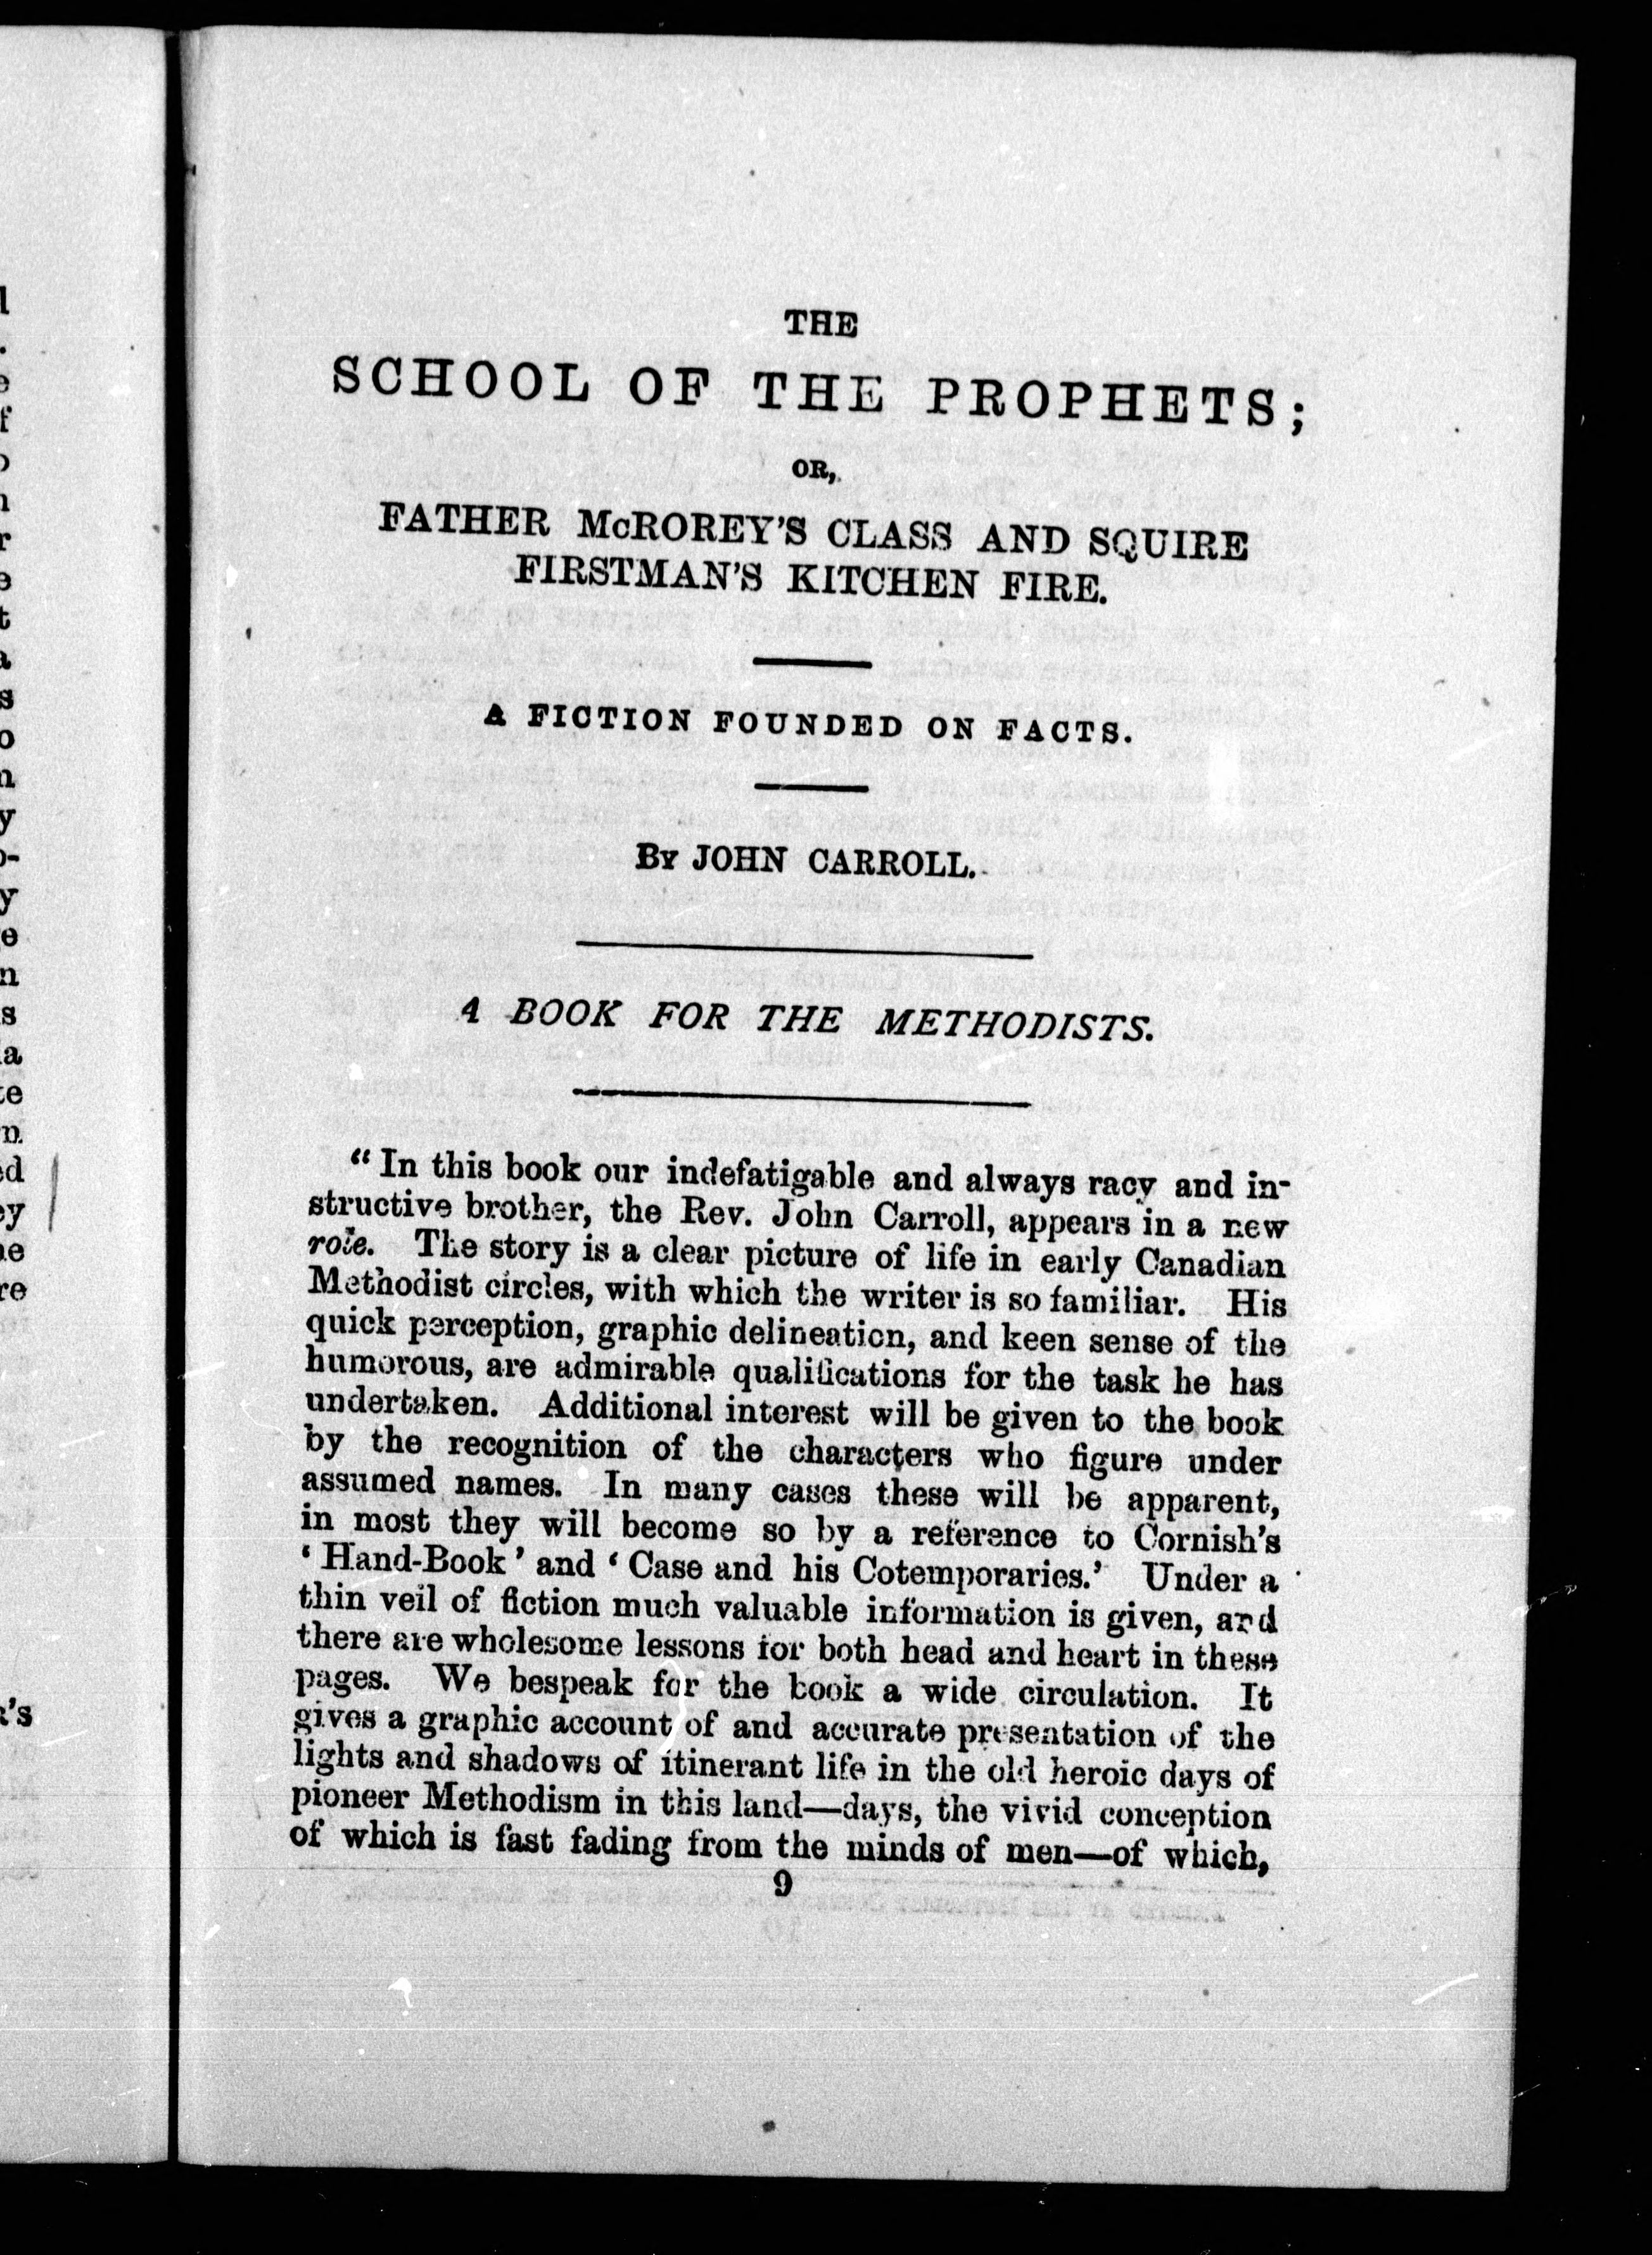 THE
SCHOOL OF THE PROPHETS;
OR,
FATHER McROREY'S CLASS AND SQUIRE
FIRSTMAN'S KITCHEN FIRE.
A FICTION FOUNDED ON FACTS.
By JOHN CARROLL.
A BOOK FOR THE METHODISTS.
"In this book our indefatigable and always racy and in-
structive brother, the Rev. John Carroll, appears in a new
role. The story is a clear picture of life in early Canadian
Methodist circles, with which the writer is so familiar. His
quick perception, graphic delineation, and keen sense of the
humorous, are admirable qualifications for the task he has
undertaken. Additional interest will be given to the book
by the recognition of the characters who figure under
assumed names. In many cases these will be apparent,
in most they will become so by a reference to Cornish's
'Hand-Book' and 'Case and his Cotemporaries.' Under a
thin veil of fiction much valuable information is given, and
there are wholesome lessons for both head and heart in these
pages. We bespeak for the book a wide circulation. It
gives a graphic account of and accurate presentation of the
lights and shadows of itinerant life in the old heroic days of
pioneer Methodism in this land—days, the vivid conception
of which is fast fading from the minds of men—of which,
9